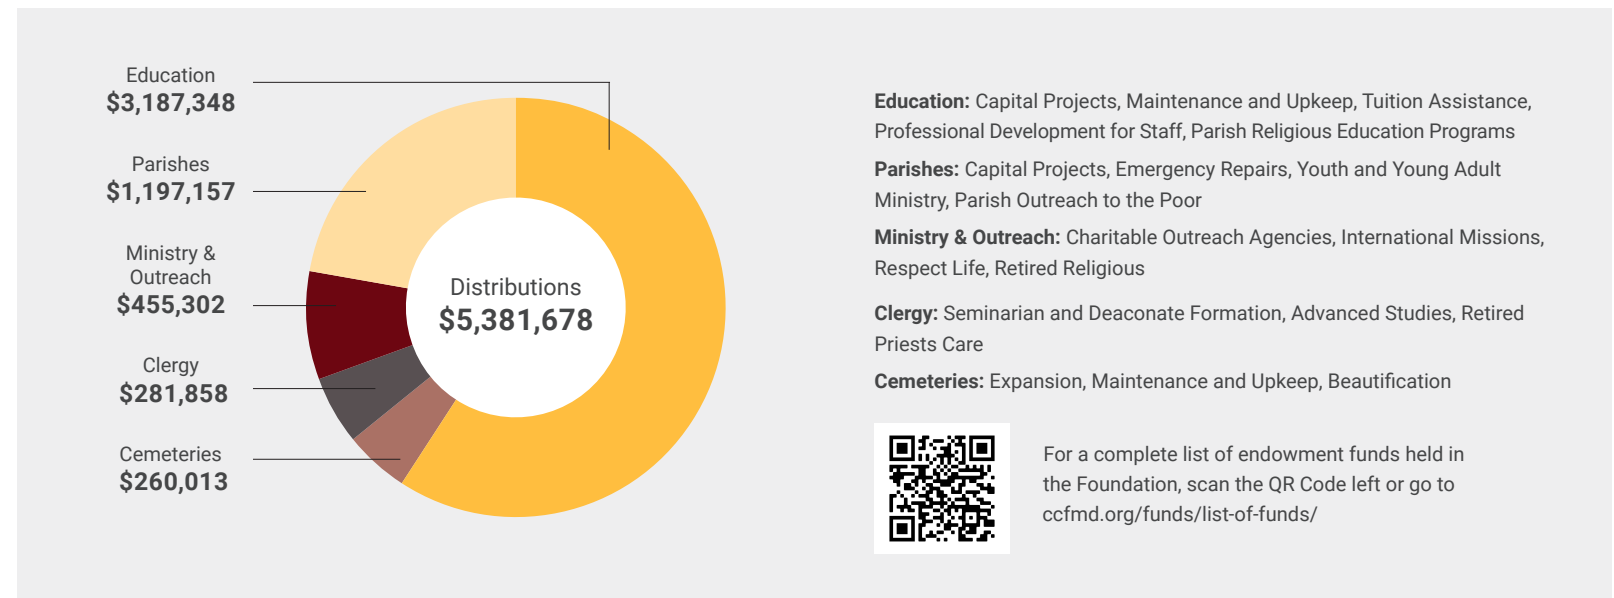 Education
$3,187,348
Parishes
$1,197,157
Ministry &
Outreach
$455,302
Clergy
$281,858
Cemeteries
$260,013
Distributions
$5,381,678
Education: Capital Projects, Maintenance and Upkeep, Tuition Assistance,
Professional Development for Staff, Parish Religious Education Programs
Parishes: Capital Projects, Emergency Repairs, Youth and Young Adult
Ministry, Parish Outreach to the Poor
Ministry & Outreach: Charitable Outreach Agencies, International Missions,
Respect Life, Retired Religious
Clergy: Seminarian and Deaconate Formation, Advanced Studies, Retired
Priests Care
Cemeteries: Expansion, Maintenance and Upkeep, Beautification
For a complete list of endowment funds held in
the Foundation, scan the QR Code left or go to
ccfmd.org/funds/list-of-funds/